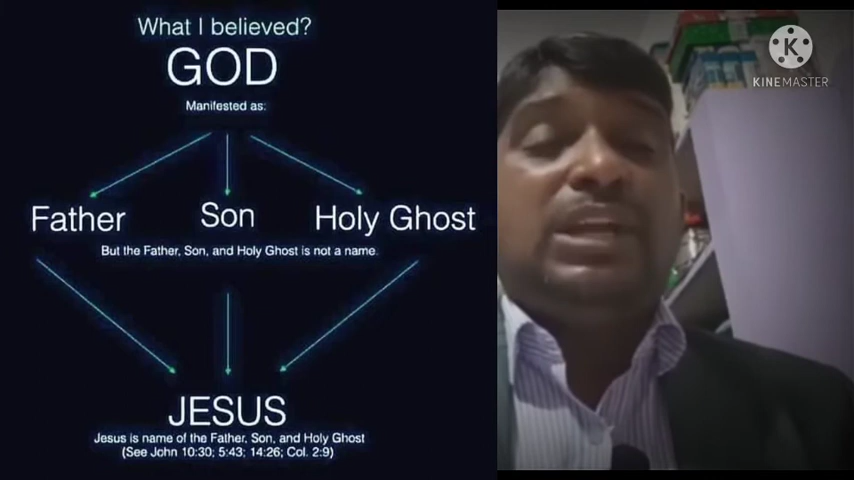 What I believed?
GOD
Manifested as:
Father Son Holy Ghost
But the Father, Son, and Holy Ghost is not a name.
JESUS
Jesus is name of the Father, Son, and Holy Ghost
(See John 10:30; 5:43; 14:26; Col. 2:9)
K
KINEMASTER